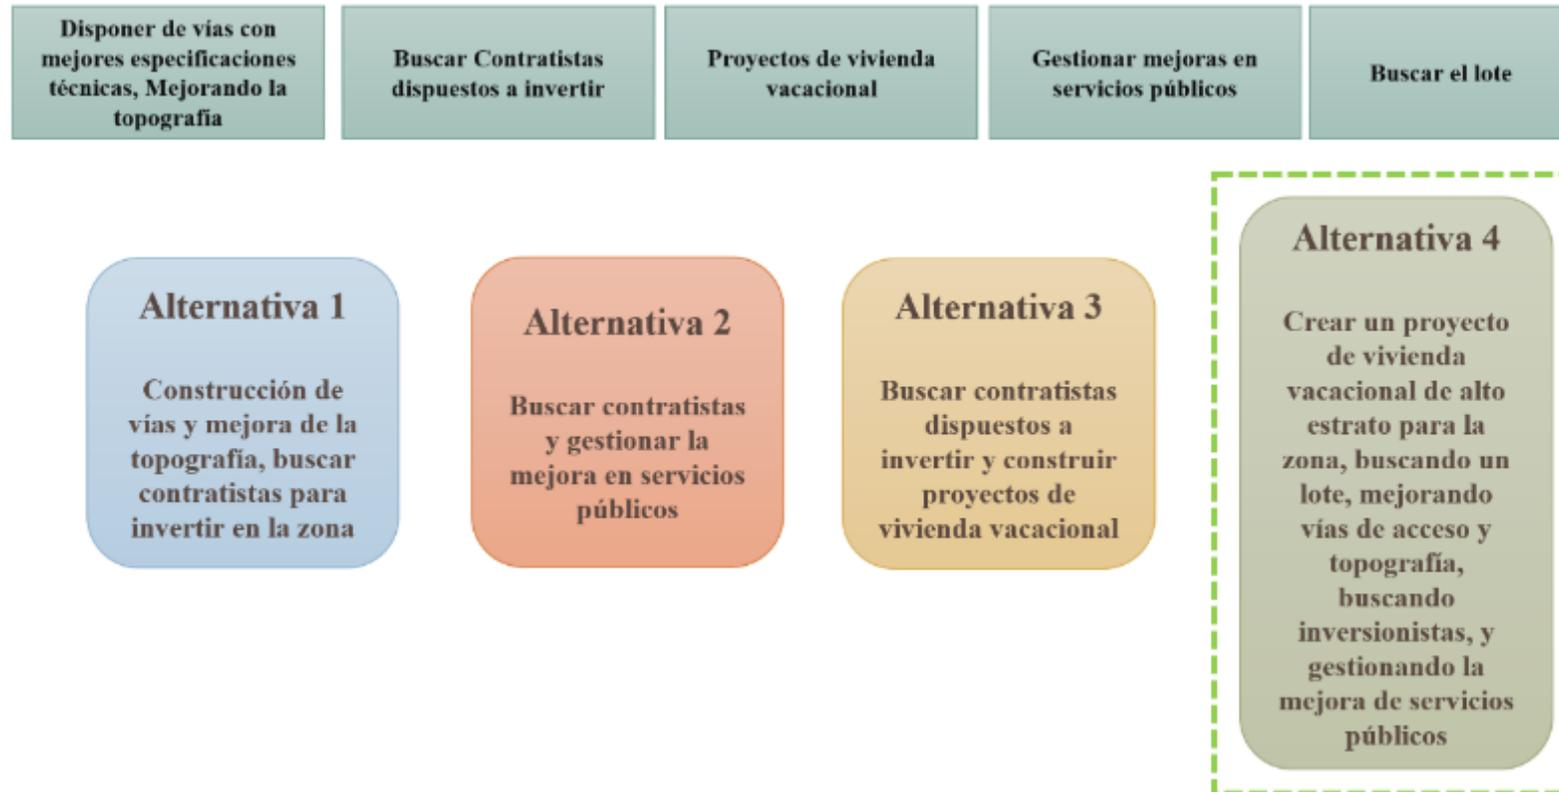 Disponer de vías con
mejores especificaciones
técnicas, Mejorando la
topografía
Buscar Contratistas
dispuestos a invertir
Proyectos de vivienda
vacacional
Gestionar mejoras en
servicios públicos
Buscar el lote
Alternativa 1
Construcción de
vías y mejora de la
topografía, buscar
contratistas para
invertir en la zona
Alternativa 2
Buscar contratistas
y gestionar la
mejora en servicios
públicos
Alternativa 3
Buscar contratistas
dispuestos a
invertir y construir
proyectos de
vivienda vacacional
Alternativa 4
Crear un proyecto
de vivienda
vacacional de alto
estrato para la
zona, buscando un
lote, mejorando
vías de acceso y
topografía,
buscando
inversionistas, y
gestionando la
mejora de servicios
públicos